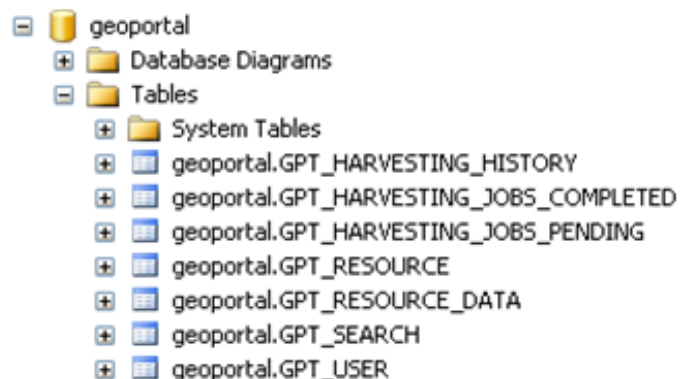 geoportal
Database Diagrams
Tables
System Tables
geoportal.GPT_HARVESTING_HISTORY
geoportal.GPT_HARVESTING_JOBS_COMPLETED
geoportal.GPT_HARVESTING_JOBS_PENDING
geoportal.GPT_RESOURCE
geoportal.GPT_RESOURCE_DATA
geoportal.GPT_SEARCH
geoportal.GPT_USER